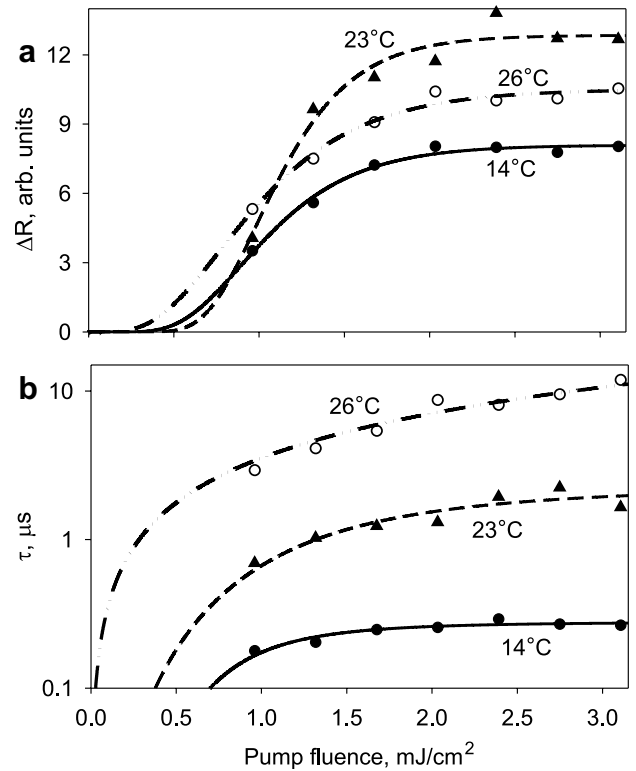 a
12
9
6
3
0
ΔR, arb. units
23°C
26°C
14°C
b
10
1
0.1
τ, μs
26°C
23°C
14°C
0.0 0.5 1.0 1.5 2.0 2.5 3.0
Pump fluence, mJ/cm²